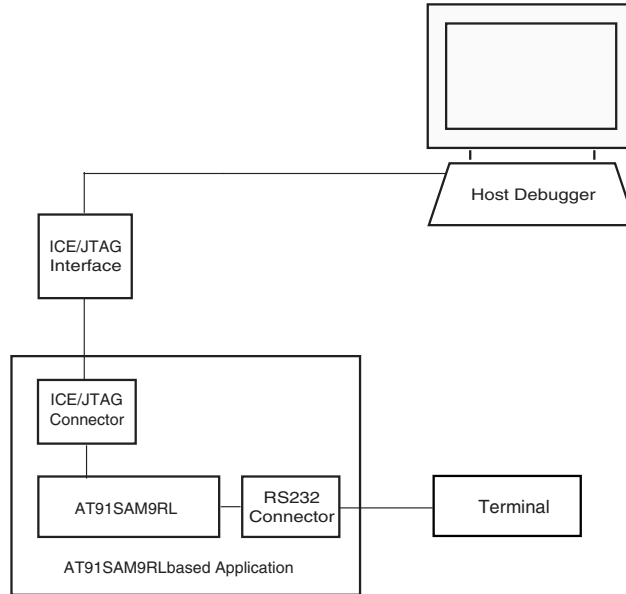 Host Debugger
ICE/JTAG
Interface
ICE/JTAG
Connector
AT91SAM9RL
RS232
Connector
Terminal
AT91SAM9RLbased Application